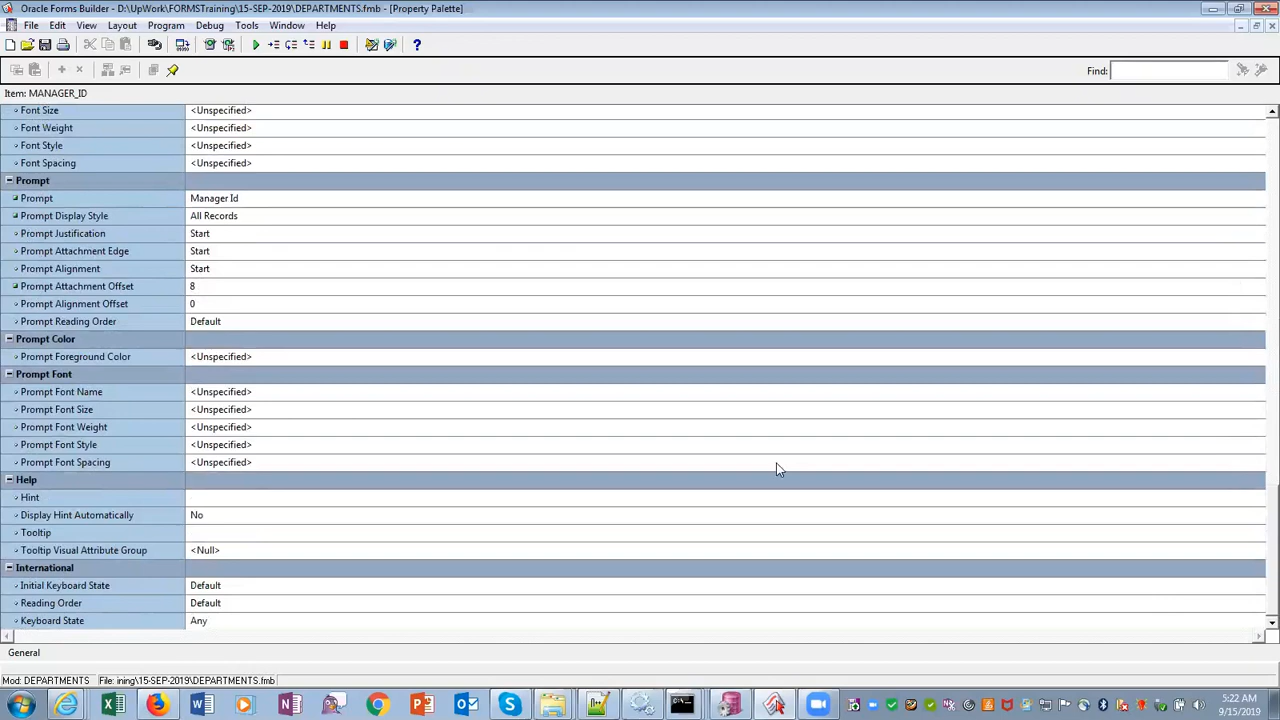 Oracle Forms Builder - D:\UpWork\FORMSTraining\15-SEP-2019\DEPARTMENTS.fmb - [Property Palette]
File Edit View Layout Program Debug Tools Window Help
Find:
Item: MANAGER_ID
Font Size <Unspecified>
Font Weight <Unspecified>
Font Style <Unspecified>
Font Spacing <Unspecified>
Prompt
Prompt Manager Id
Prompt Display Style All Records
Prompt Justification Start
Prompt Attachment Edge Start
Prompt Alignment Start
Prompt Attachment Offset 8
Prompt Alignment Offset 0
Prompt Reading Order Default
Prompt Color
Prompt Foreground Color <Unspecified>
Prompt Font
Prompt Font Name <Unspecified>
Prompt Font Size <Unspecified>
Prompt Font Weight <Unspecified>
Prompt Font Style <Unspecified>
Prompt Font Spacing <Unspecified>
Help
Hint
Display Hint Automatically No
Tooltip
Tooltip Visual Attribute Group <Null>
International
Initial Keyboard State Default
Reading Order Default
Keyboard State Any
General
Mod: DEPARTMENTS File: ining\15-SEP-2019\DEPARTMENTS.fmb
5:22 AM
9/15/2019